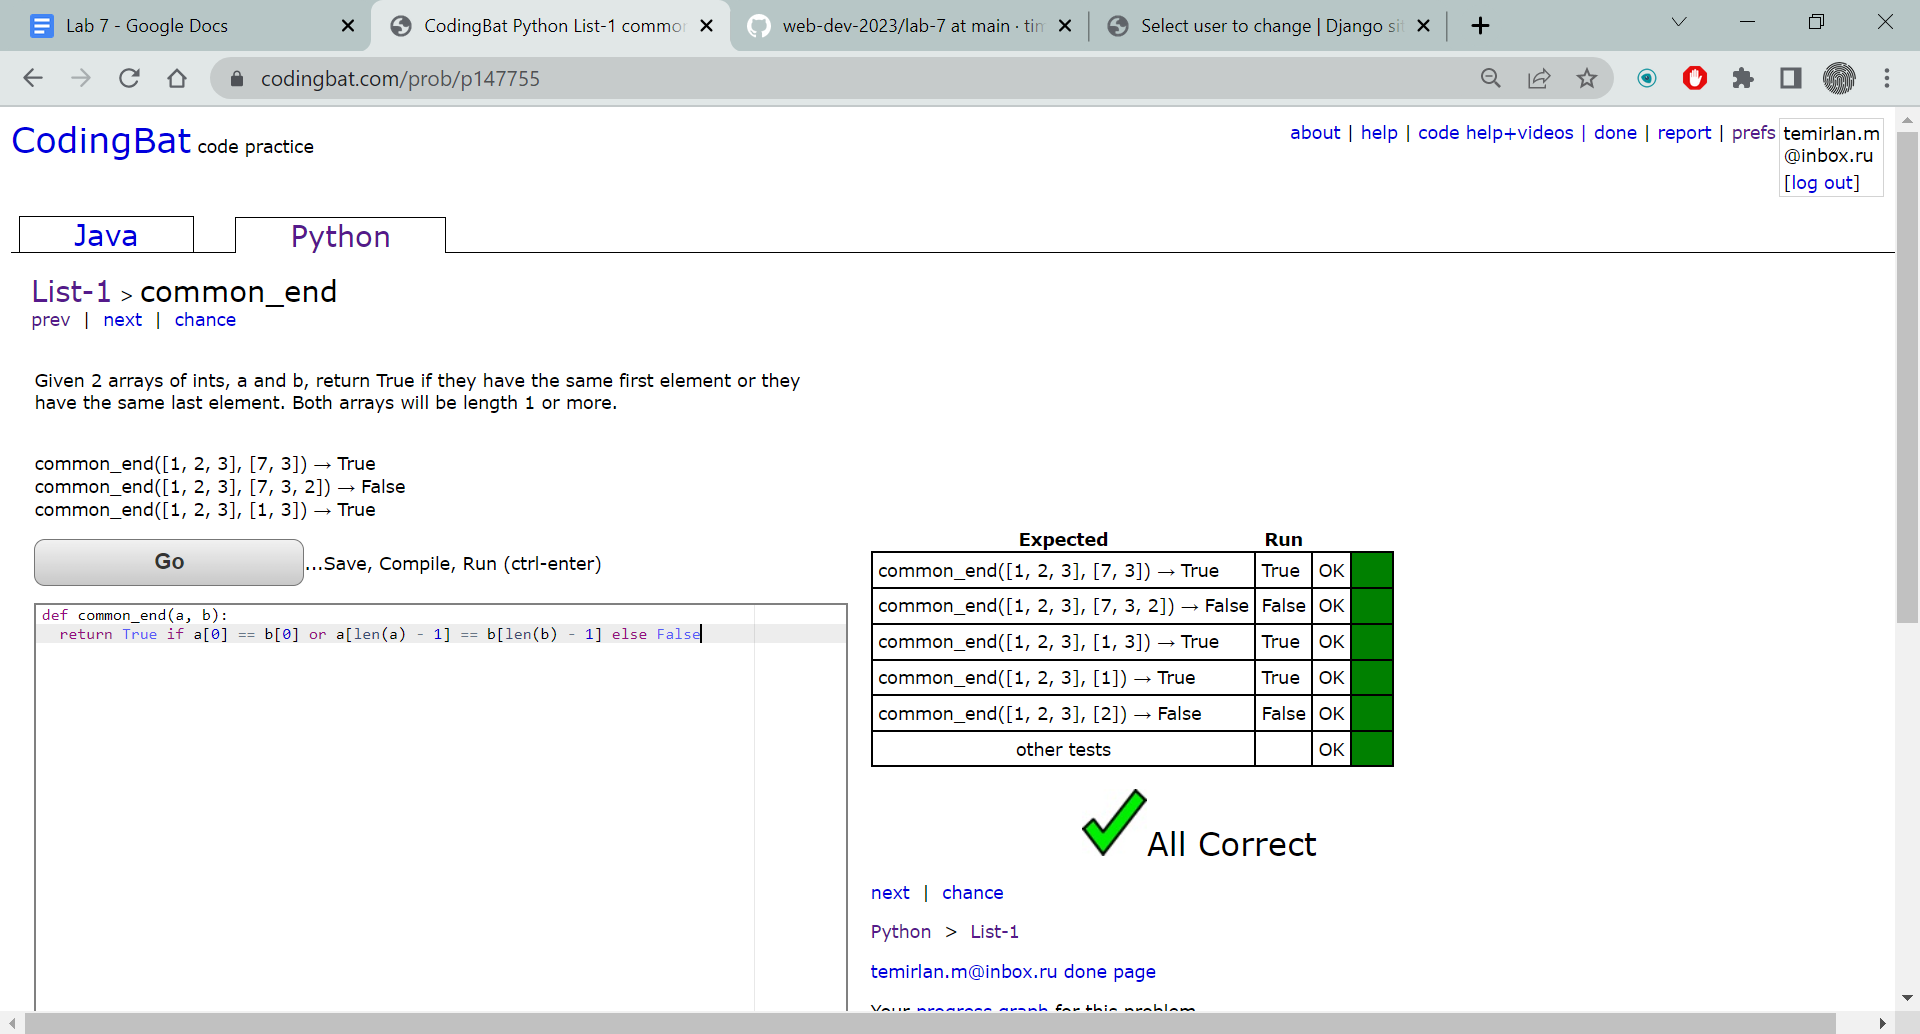 Lab 7 - Google Docs
CodingBat Python List-1 commor
web-dev-2023/lab-7 at main · tim
Select user to change | Django sit
codingbat.com/prob/p147755
CodingBat code practice
about | help | code help+videos | done | report | prefs
temirlan.m
@inbox.ru
[log out]
Java
Python
List-1 > common_end
prev | next | chance
Given 2 arrays of ints, a and b, return True if they have the same first element or they
have the same last element. Both arrays will be length 1 or more.
common_end([1, 2, 3], [7, 3]) → True
common_end([1, 2, 3], [7, 3, 2]) → False
common_end([1, 2, 3], [1, 3]) → True
Go ...Save, Compile, Run (ctrl-enter)
def common_end(a, b):
  return True if a[0] == b[0] or a[len(a) - 1] == b[len(b) - 1] else False
Expected Run
common_end([1, 2, 3], [7, 3]) → True True OK
common_end([1, 2, 3], [7, 3, 2]) → False False OK
common_end([1, 2, 3], [1, 3]) → True True OK
common_end([1, 2, 3], [1]) → True True OK
common_end([1, 2, 3], [2]) → False False OK
other tests OK
All Correct
next | chance
Python > List-1
temirlan.m@inbox.ru done page
Your progress graph for this problem